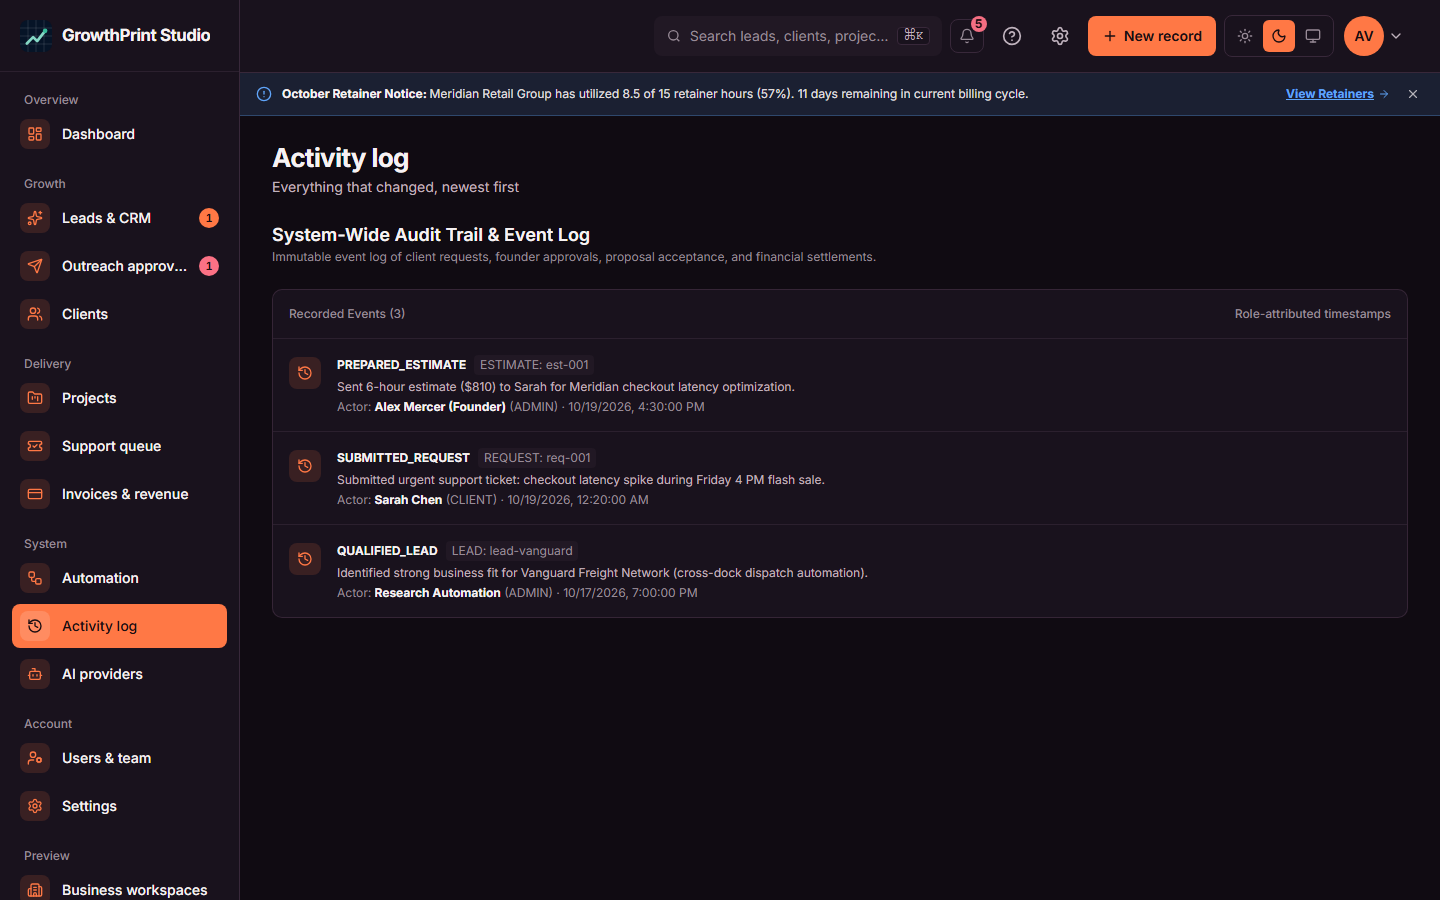 GrowthPrint Studio
Search leads, clients, projec... ⌘K
5
New record
AV
October Retainer Notice: Meridian Retail Group has utilized 8.5 of 15 retainer hours (57%). 11 days remaining in current billing cycle.
View Retainers →
Overview
Dashboard
Growth
Leads & CRM 1
Outreach approv... 1
Clients
Delivery
Projects
Support queue
Invoices & revenue
System
Automation
Activity log
AI providers
Account
Users & team
Settings
Preview
Business workspaces
Activity log
Everything that changed, newest first
System-Wide Audit Trail & Event Log
Immutable event log of client requests, founder approvals, proposal acceptance, and financial settlements.
Recorded Events (3)
Role-attributed timestamps
PREPARED_ESTIMATE ESTIMATE: est-001
Sent 6-hour estimate ($810) to Sarah for Meridian checkout latency optimization.
Actor: Alex Mercer (Founder) (ADMIN) · 10/19/2026, 4:30:00 PM
SUBMITTED_REQUEST REQUEST: req-001
Submitted urgent support ticket: checkout latency spike during Friday 4 PM flash sale.
Actor: Sarah Chen (CLIENT) · 10/19/2026, 12:20:00 AM
QUALIFIED_LEAD LEAD: lead-vanguard
Identified strong business fit for Vanguard Freight Network (cross-dock dispatch automation).
Actor: Research Automation (ADMIN) · 10/17/2026, 7:00:00 PM